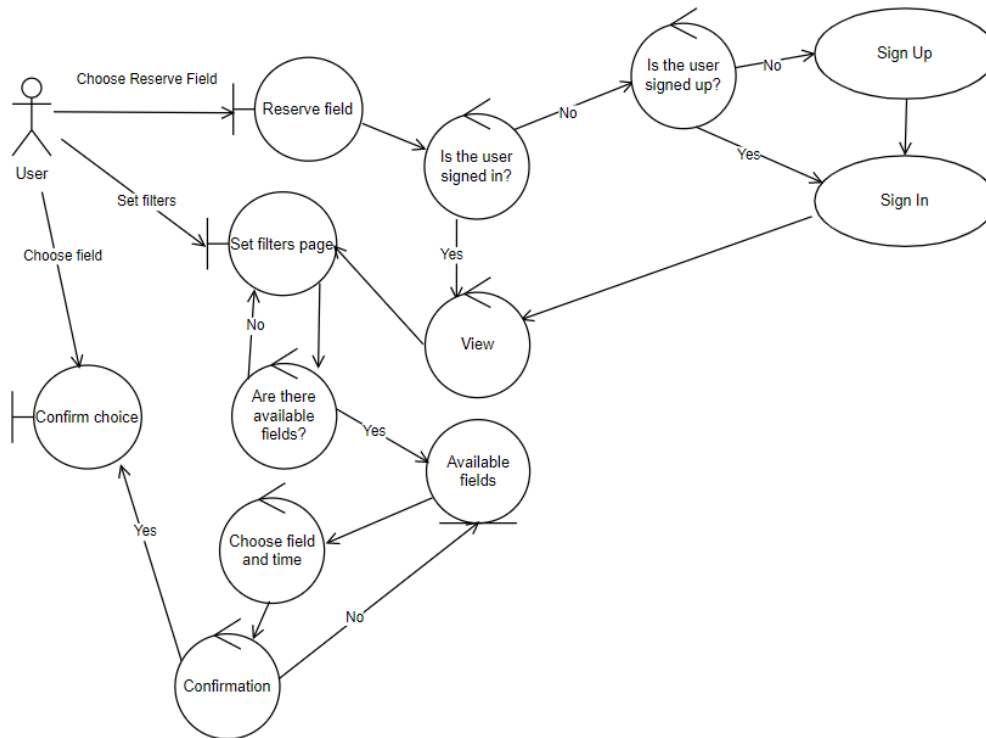 Sign Up
Is the user
signed up?
No
Choose Reserve Field
Reserve field
No
Is the user
signed in?
Yes
User
Sign In
Set filters
Set filters page
Choose field
Yes
No
View
Are there
available
fields?
Confirm choice
Yes
Available
fields
Choose field
and time
Yes
No
Confirmation